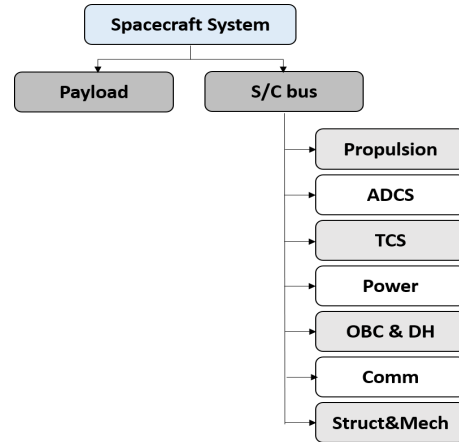 Spacecraft System
Payload
S/C bus
Propulsion
ADCS
TCS
Power
OBC & DH
Comm
Struct&Mech